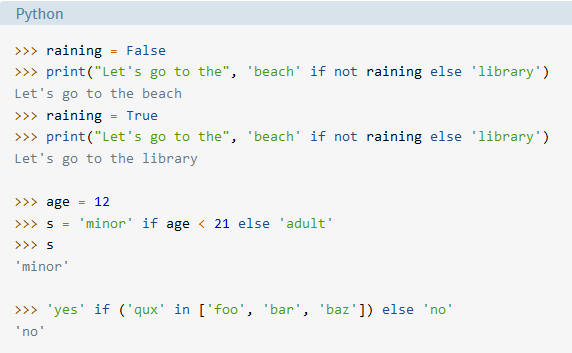 Python
>>> raining = False
>>> print("Let's go to the", 'beach' if not raining else 'library')
Let's go to the beach
>>> raining = True
>>> print("Let's go to the", 'beach' if not raining else 'library')
Let's go to the library
>>> age = 12
>>> s = 'minor' if age < 21 else 'adult'
>>> s
'minor'
>>> 'yes' if ('qux' in ['foo', 'bar', 'baz']) else 'no'
'no'